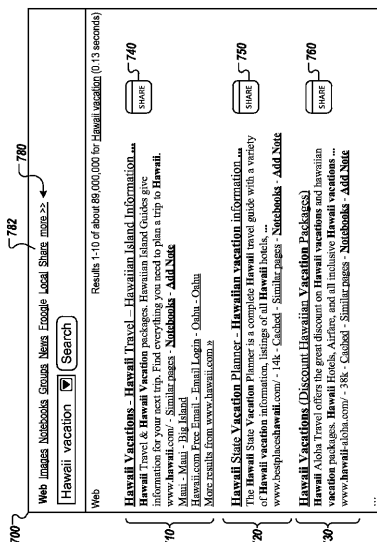 700
782
780
Web Images Notebooks Groups News Froogle Local Share more >>
Hawaii vacation Search
Web
Results 1-10 of about 89,000,000 for Hawaii vacation (0.13 seconds)
Hawaii Vacations - Hawaii Travel – Hawaiian Island Information ...
Hawaii Travel & Hawaii Vacation packages. Hawaiian Island Guides give
information for your next trip. Find everything you need to plan a trip to Hawaii.
www.hawaii.com/ - Similar pages - Notebooks - Add Note
Maui - Maui - Big Island
Hawaii.com Free Email - Email Login - Oahu - Oahu
More results from www.hawaii.com »
SHARE
740
Hawaii State Vacation Planner - Hawaiian vacation information ...
The Hawaii State Vacation Planner is a complete Hawaii travel guide with a variety
of Hawaii vacation information, listings of all Hawaii hotels, ...
www.bestplaceshawaii.com/ - 14k - Cached - Similar pages - Notebooks - Add Note
SHARE
750
20
Hawaii Vacations (Discount Hawaiian Vacation Packages)
Hawaii Aloha Travel offers the great discount on Hawaii vacations and hawaiian
vacation packages. Hawaii Hotels, Airfare, and all inclusive Hawaii vacations ...
www.hawaii-aloha.com/ - 38k - Cached - Similar pages - Notebooks - Add Note
SHARE
760
...